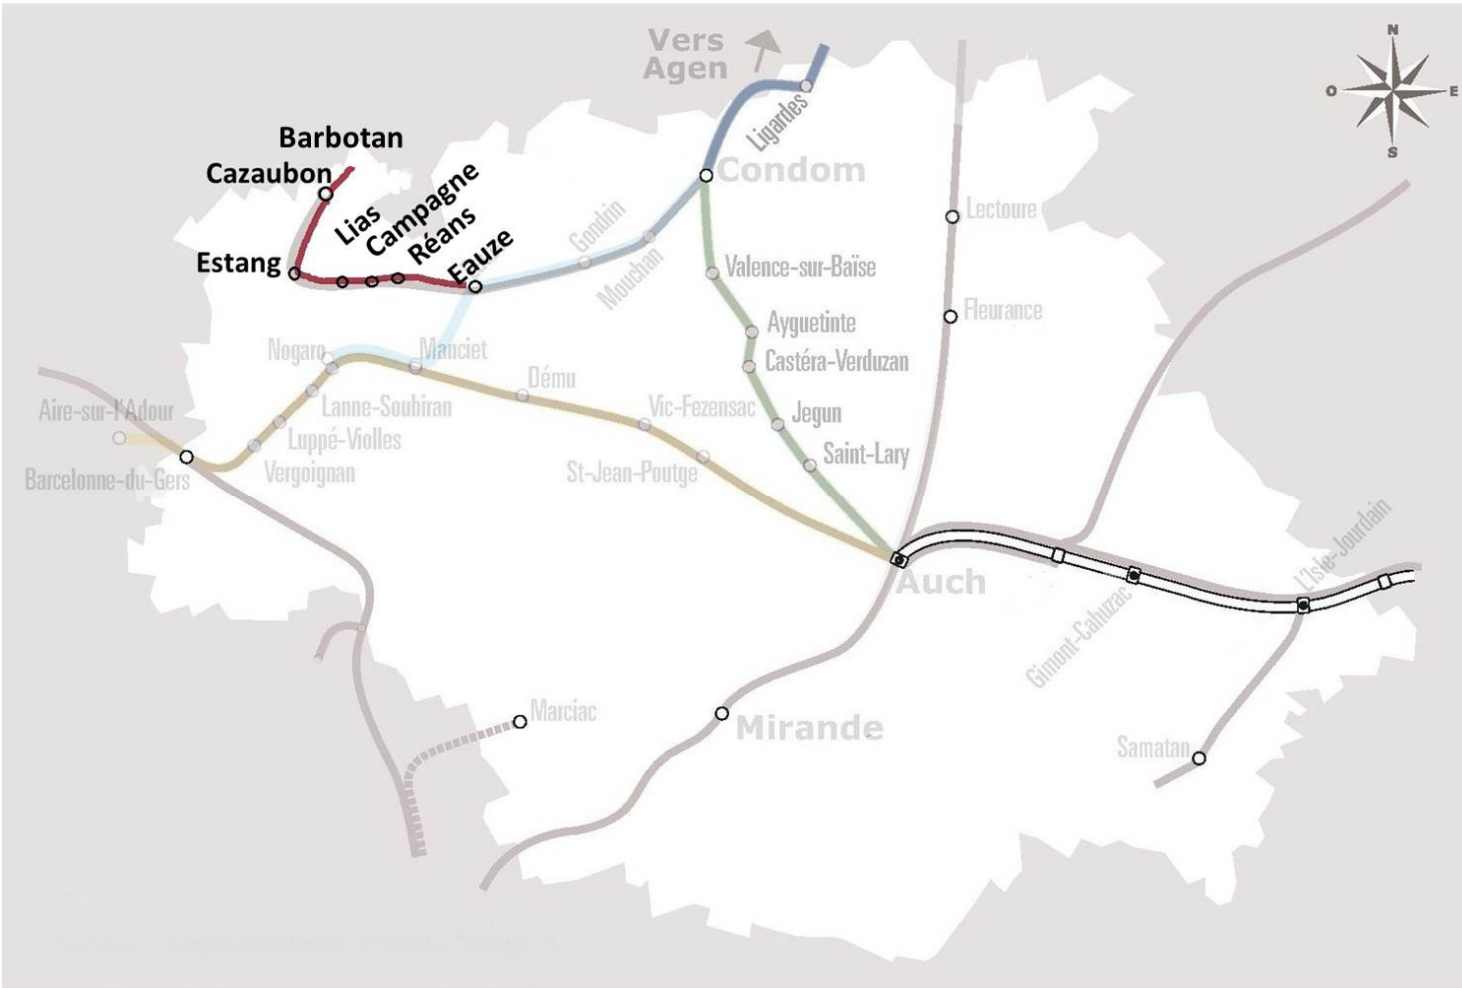 Vers
Agen
N
O
E
S
Ligardes
Barbotan
Cazaubon
Condom
Lias
Campagne
Réans
Eauze
Estang
Gondrin
Mouchan
Lectoure
Valence-sur-Baïse
Fleurance
Ayguetinte
Castéra-Verduzan
Nogaro
Manciet
Dému
Aire-sur-l'Adour
Lanne-Soubiran
Vic-Fezensac
Jegun
Luppé-Violles
Saint-Lary
Vergoignan
St-Jean-Poutge
Barcelonne-du-Gers
Auch
Gimont-Cahuzac
L'Isle-Jourdain
Marciac
Mirande
Samatan